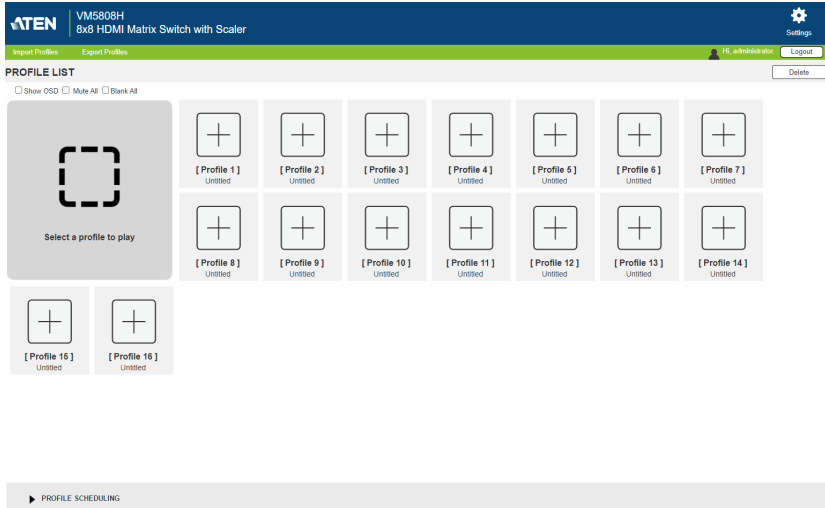 ATEN
VM5808H
8x8 HDMI Matrix Switch with Scaler
Settings
Import Profiles Export Profiles
Hi, administrator Logout
PROFILE LIST
Delete
Show OSD Mute All Blank All
Select a profile to play
[ Profile 1 ] [ Profile 2 ] [ Profile 3 ] [ Profile 4 ] [ Profile 5 ] [ Profile 6 ] [ Profile 7 ]
Untitled Untitled Untitled Untitled Untitled Untitled Untitled
[ Profile 8 ] [ Profile 9 ] [ Profile 10 ] [ Profile 11 ] [ Profile 12 ] [ Profile 13 ] [ Profile 14 ]
Untitled Untitled Untitled Untitled Untitled Untitled Untitled
[ Profile 15 ] [ Profile 16 ]
Untitled Untitled
PROFILE SCHEDULING